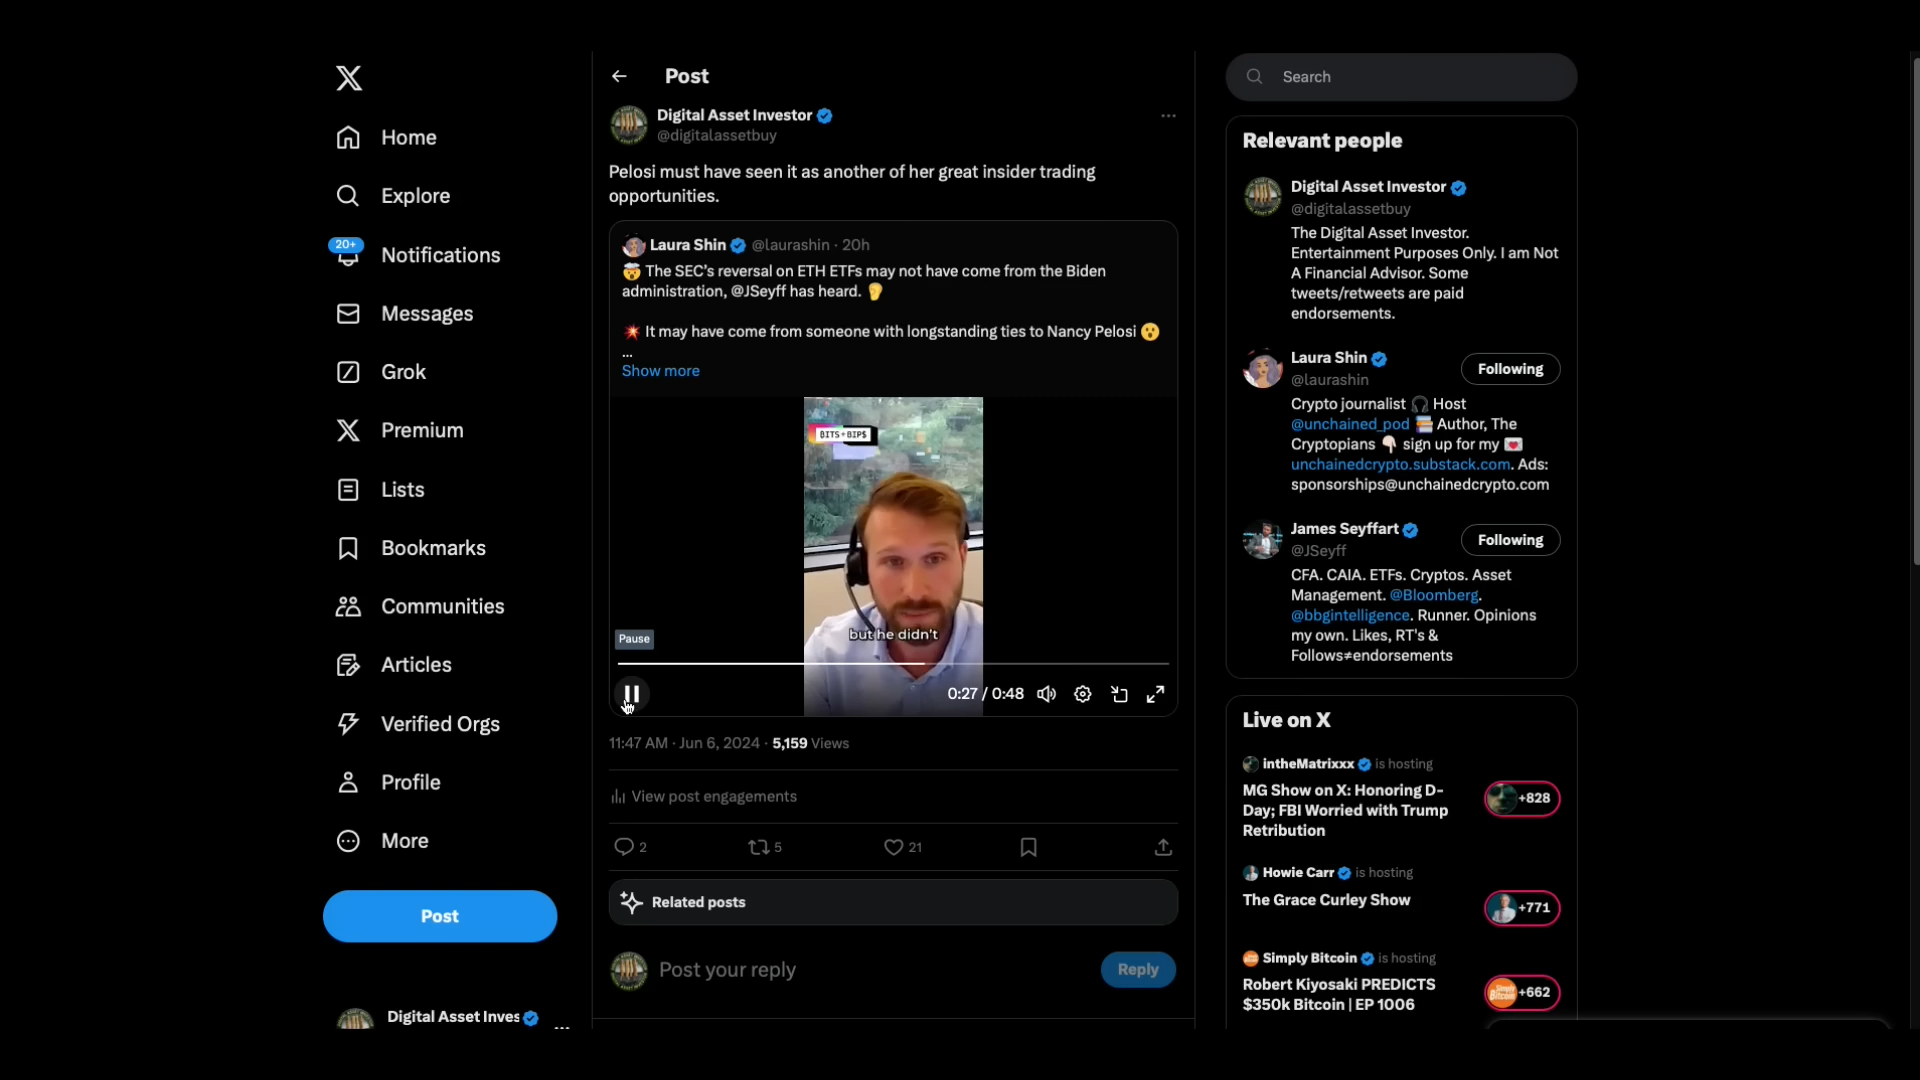 Home
Explore
20+
Notifications
Messages
Grok
Premium
Lists
Bookmarks
Communities
Articles
Verified Orgs
Profile
More
Post
Digital Asset Inves
Post
Digital Asset Investor
@digitalassetbuy
Pelosi must have seen it as another of her great insider trading
opportunities.
Laura Shin @laurashin · 20h
🤯 The SEC's reversal on ETH ETFs may not have come from the Biden
administration, @JSeyff has heard. 👂
💥 It may have come from someone with longstanding ties to Nancy Pelosi 😮
...
Show more
BITS+BIPS
but he didn't
Pause
0:27 / 0:48
11:47 AM · Jun 6, 2024 · 5,159 Views
View post engagements
2
5
21
Related posts
Post your reply
Reply
Search
Relevant people
Digital Asset Investor
@digitalassetbuy
The Digital Asset Investor.
Entertainment Purposes Only. I am Not
A Financial Advisor. Some
tweets/retweets are paid
endorsements.
Laura Shin
@laurashin
Following
Crypto journalist 🎧 Host
@unchained_pod 📚 Author, The
Cryptopians 👇🏻 sign up for my 💌
unchainedcrypto.substack.com. Ads:
sponsorships@unchainedcrypto.com
James Seyffart
@JSeyff
Following
CFA. CAIA. ETFs. Cryptos. Asset
Management. @Bloomberg.
@bbgintelligence. Runner. Opinions
my own. Likes, RT's &
Follows≠endorsements
Live on X
intheMatrixxx is hosting
MG Show on X: Honoring D-
Day; FBI Worried with Trump
Retribution
+828
Howie Carr is hosting
The Grace Curley Show
+771
Simply Bitcoin is hosting
Robert Kiyosaki PREDICTS
$350k Bitcoin | EP 1006
+662